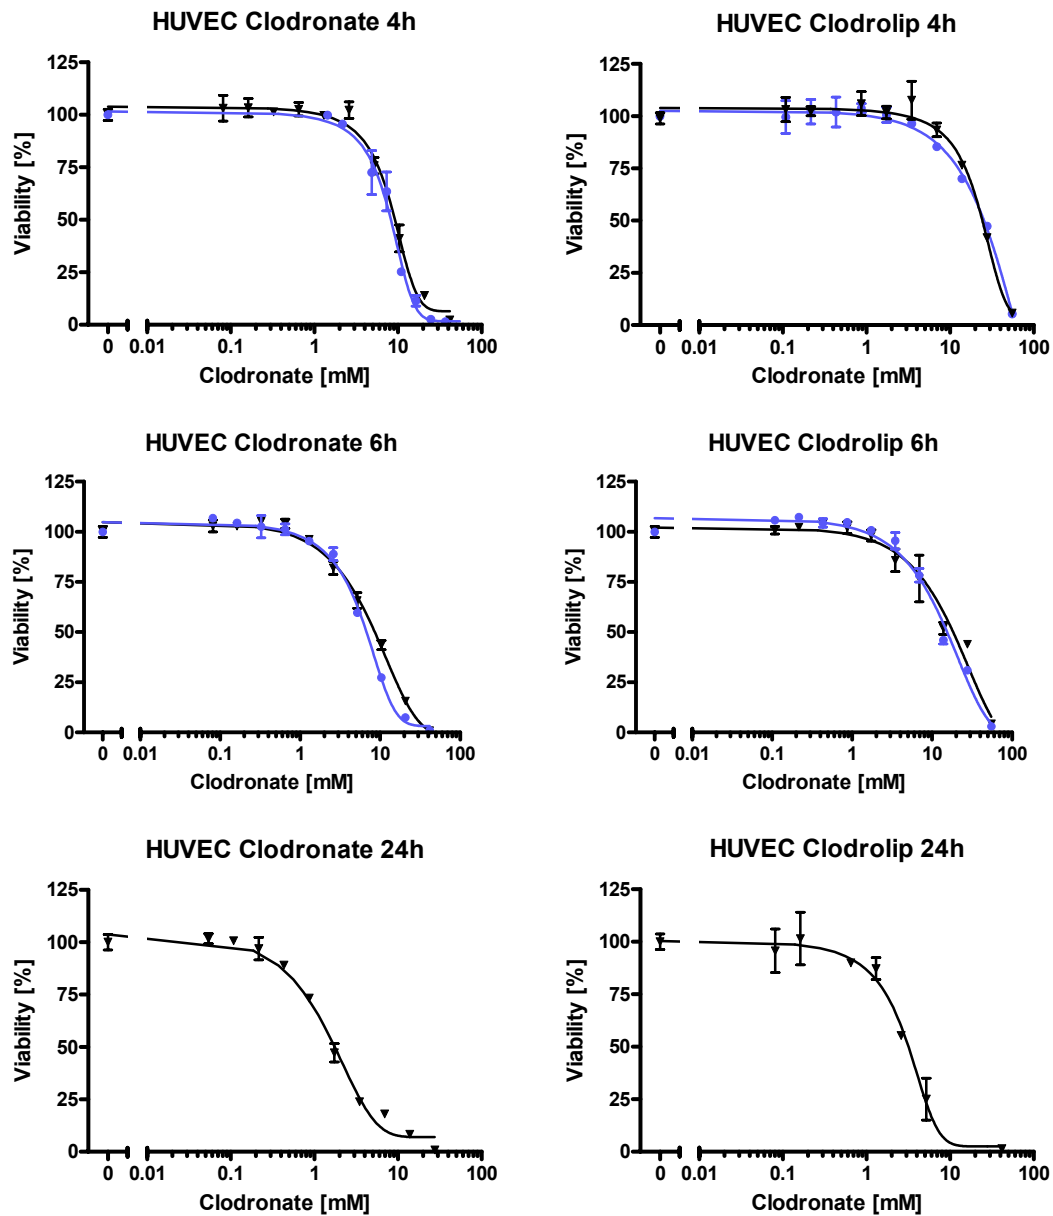 HUVEC Clodronate 4h
125
100
75
50
25
0
Viability [%]
0 0.01 0.1 1 10 100
Clodronate [mM]
HUVEC Clodrolip 4h
125
100
75
50
25
0
Viability [%]
0 0.01 0.1 1 10 100
Clodronate [mM]
HUVEC Clodronate 6h
125
100
75
50
25
0
Viability [%]
0 0.01 0.1 1 10 100
Clodronate [mM]
HUVEC Clodrolip 6h
125
100
75
50
25
0
Viability [%]
0 0.01 0.1 1 10 100
Clodronate [mM]
HUVEC Clodronate 24h
125
100
75
50
25
0
Viability [%]
0 0.01 0.1 1 10 100
Clodronate [mM]
HUVEC Clodrolip 24h
125
100
75
50
25
0
Viability [%]
0 0.01 0.1 1 10 100
Clodronate [mM]